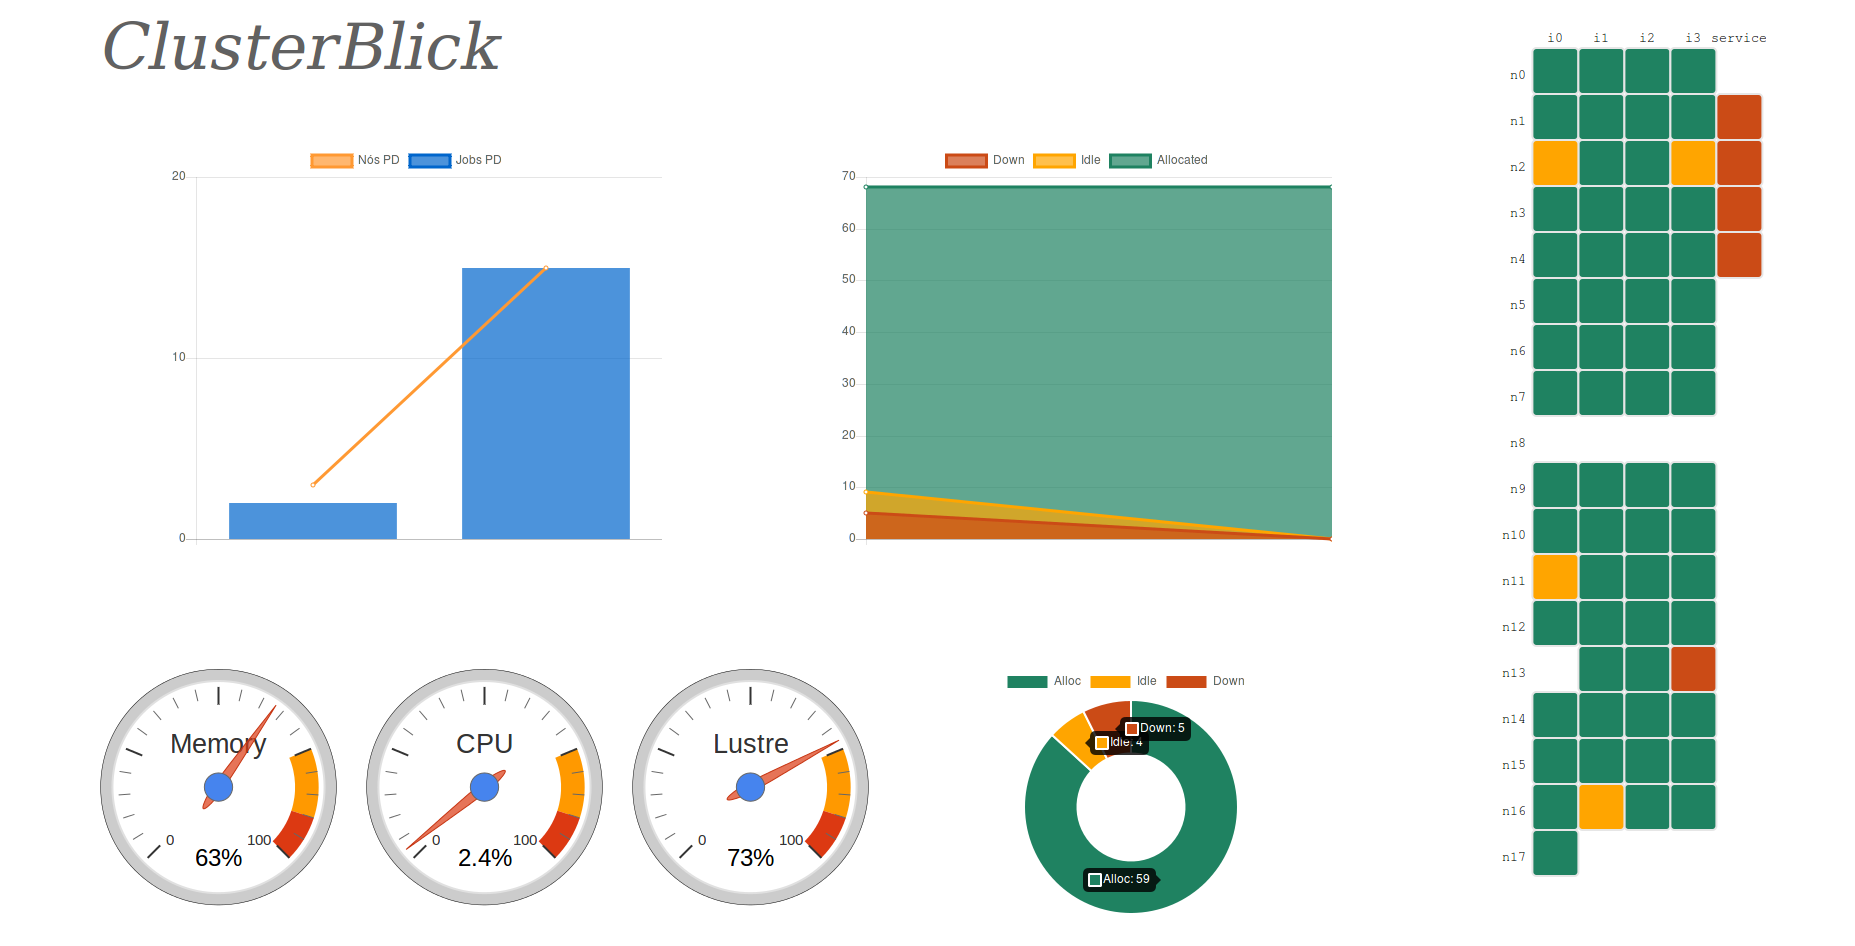 ClusterBlick
Nós PD Jobs PD
20
10
0
Down Idle Allocated
70
60
50
40
30
20
10
0
Memory
0 100
63%
CPU
0 100
2.4%
Lustre
0 100
73%
Alloc Idle Down
Down: 5
Idle: 4
Alloc: 59
i0 i1 i2 i3 service
n0
n1
n2
n3
n4
n5
n6
n7
n8
n9
n10
n11
n12
n13
n14
n15
n16
n17